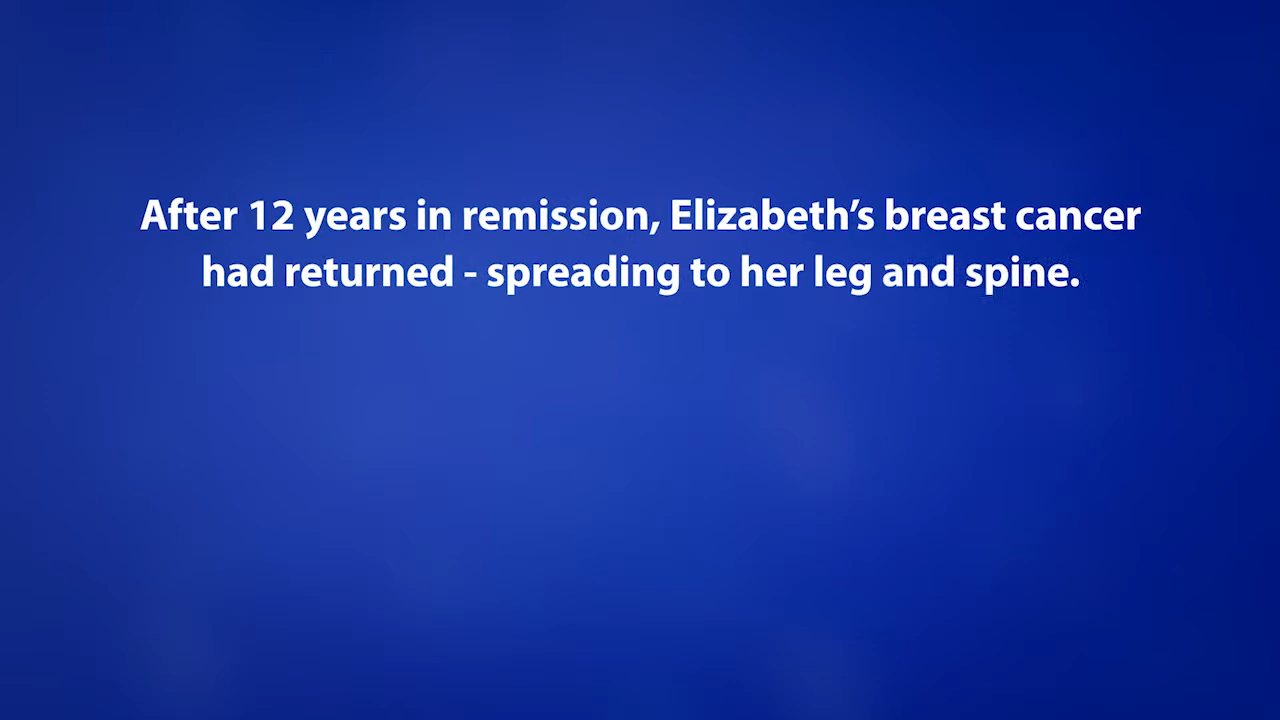 After 12 years in remission, Elizabeth’s breast cancer
had returned - spreading to her leg and spine.